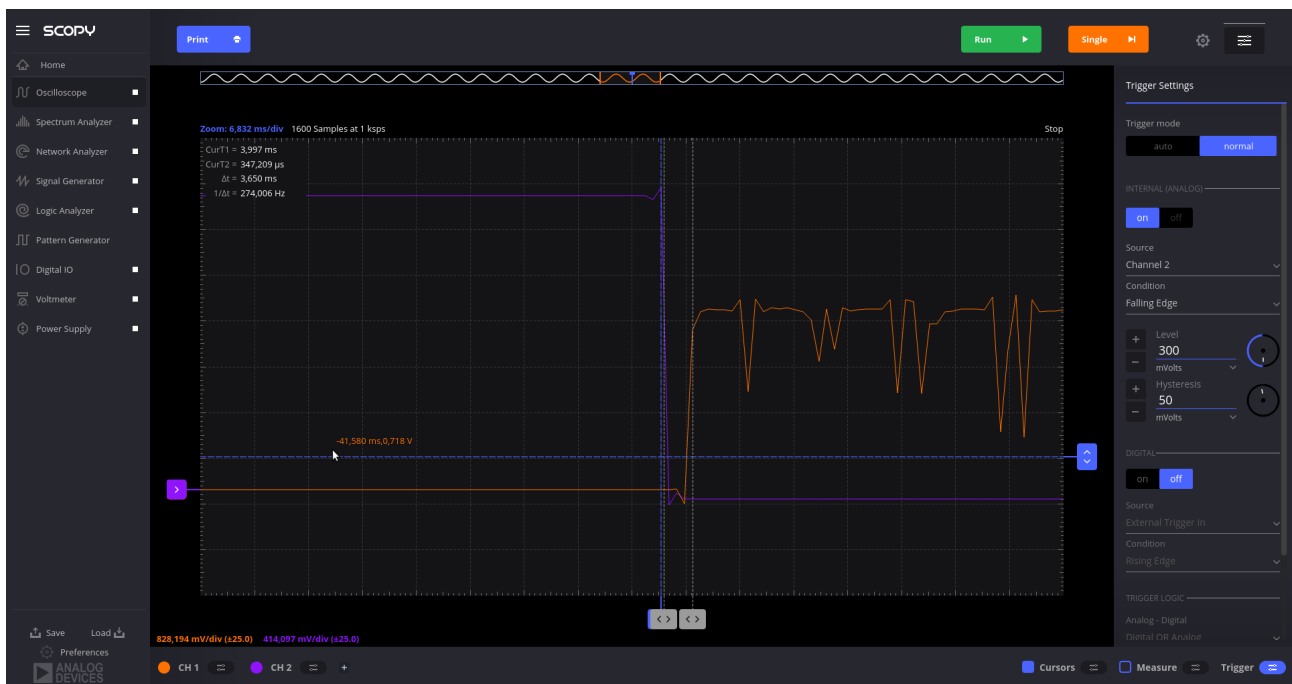 SCOPY
Print
Run
Single
Home
Oscilloscope
Spectrum Analyzer
Network Analyzer
Signal Generator
Logic Analyzer
Pattern Generator
Digital IO
Voltmeter
Power Supply
Save Load
Preferences
ANALOG
DEVICES
Zoom: 6,832 ms/div 1600 Samples at 1 ksps
Stop
CurT1 = 3,997 ms
CurT2 = 347,209 µs
Δt = 3,650 ms
1/Δt = 274,006 Hz
-41,580 ms,0,718 V
828,194 mV/div (±25.0) 414,097 mV/div (±25.0)
CH 1
CH 2
+
Cursors
Measure
Trigger
Trigger Settings
Trigger mode
auto normal
INTERNAL (ANALOG)
on off
Source
Channel 2
Condition
Falling Edge
+ Level
300
– mVolts
+ Hysteresis
50
– mVolts
DIGITAL
on off
Source
External Trigger In
Condition
Rising Edge
TRIGGER LOGIC
Analog - Digital
Digital OR Analog